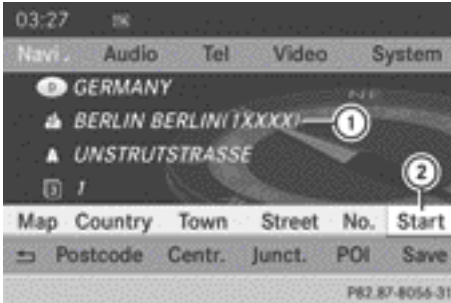 03:27
Navi. Audio Tel Video System
D GERMANY
BERLIN BERLIN(1XXXX) 1
UNSTRUTSTRASSE
2
3 1
Map Country Town Street No. Start
Postcode Centr. Junct. POI Save
P82.87-8056-31